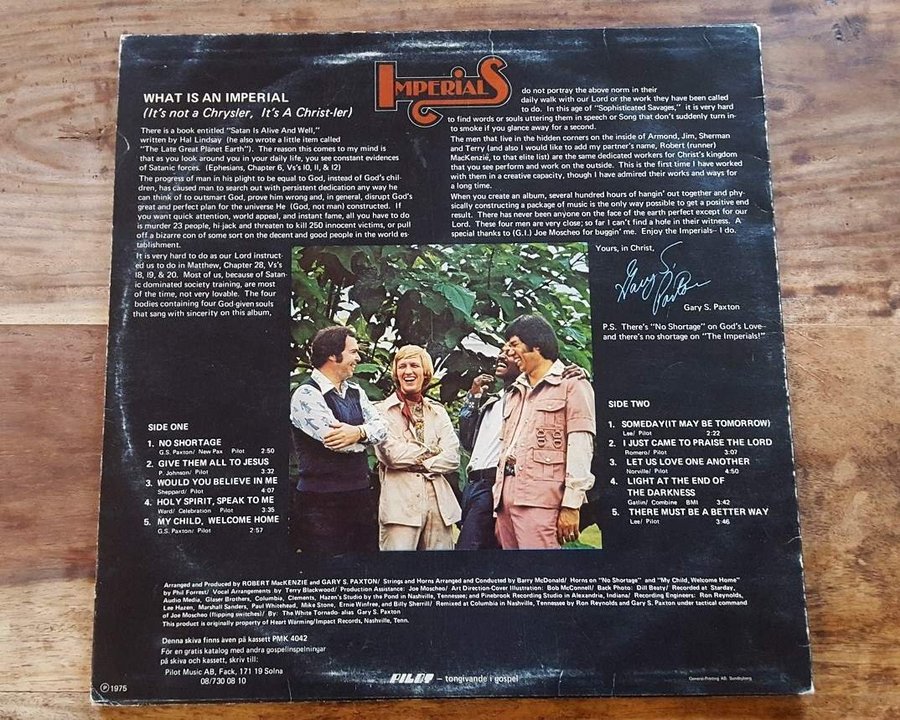 IMPERIALS
WHAT IS AN IMPERIAL
(It's not a Chrysler, It's A Christ-ler)
There is a book entitled "Satan Is Alive And Well,"
written by Hal Lindsay (he also wrote a little item called
"The Late Great Planet Earth"). The reason this comes to my mind is
that as you look around you in your daily life, you see constant evidences
of Satanic forces. (Ephesians, Chapter 6, Vs's 10, 11, & 12)
The progress of man in his plight to be equal to God, instead of God's chil-
dren, has caused man to search out with persistent dedication any way he
can think of to outsmart God, prove him wrong and, in general, disrupt God's
great and perfect plan for the universe He (God, not man) constructed. If
you want quick attention, world appeal, and instant fame, all you have to do
is murder 23 people, hi-jack and threaten to kill 250 innocent victims, or pull
off a bizarre con of some sort on the decent and good people in the world es-
tablishment.
It is very hard to do as our Lord instruct-
ed us to do in Matthew, Chapter 28, Vs's
18, 19, & 20. Most of us, because of Satan-
ic dominated society training, are most
of the time, not very lovable. The four
bodies containing four God given souls
that sang with sincerity on this album,
do not portray the above norm in their
daily walk with our Lord or the work they have been called
to do. In this age of "Sophisticated Savages," it is very hard
to find words or souls uttering them in speech or Song that don't suddenly turn in-
to smoke if you glance away for a second.
The men that live in the hidden corners on the inside of Armond, Jim, Sherman
and Terry (and also I would like to add my partner's name, Robert (runner)
MacKenzie, to that elite list) are the same dedicated workers for Christ's kingdom
that you see perform and work on the outside. This is the first time I have worked
with them in a creative capacity, though I have admired their works and ways for
a long time.
When you create an album, several hundred hours of hangin' out together and phy-
sically constructing a package of music is the only way possible to get a positive end
result. There has never been anyone on the face of the earth perfect except for our
Lord. These four men are very close; so far I can't find a hole in their witness. A
special thanks to (G.I.) Joe Moscheo for buggin' me. Enjoy the Imperials-- I do.
Yours, in Christ,
Gary S Paxton
Gary S. Paxton
P.S. There's "No Shortage" on God's Love--
and there's no shortage on "The Imperials!"
SIDE ONE
1. NO SHORTAGE
G.S. Paxton/ New Pax Pilot 2:50
2. GIVE THEM ALL TO JESUS
P. Johnson/ Pilot 3:32
3. WOULD YOU BELIEVE IN ME
Sheppard/ Pilot 4:07
4. HOLY SPIRIT, SPEAK TO ME
Ward/ Celebration Pilot 3:35
5. MY CHILD, WELCOME HOME
G.S. Paxton/ Pilot 2:57
SIDE TWO
1. SOMEDAY(IT MAY BE TOMORROW)
Lee/ Pilot 2:22
2. I JUST CAME TO PRAISE THE LORD
Romero/ Pilot 3:07
3. LET US LOVE ONE ANOTHER
Norville/ Pilot 4:50
4. LIGHT AT THE END OF
THE DARKNESS
Gatlin/ Combine BMI 3:42
5. THERE MUST BE A BETTER WAY
Lee/ Pilot 3:46
Arranged and Produced by ROBERT MacKENZIE and GARY S. PAXTON/ Strings and Horns Arranged and Conducted by Barry McDonald/ Horns on "No Shortage" and "My Child, Welcome Home"
by Phil Forrest/ Vocal Arrangements by Terry Blackwood/ Production Assistance: Joe Moscheo/ Art Direction-Cover Illustration: Bob McConnell/ Back Photo: Dill Beaty/ Recorded at Starday,
Audio Media, Glaser Brothers, Columbia, Clements, Hazen's Studio by the Pond in Nashville, Tennessee; and Pinebrook Recording Studio in Alexandria, Indiana/ Recording Engineers: Ron Reynolds,
Lee Hazen, Marshall Sanders, Paul Whitehead, Mike Stone, Ernie Winfree, and Billy Sherrill/ Remixed at Columbia in Nashville, Tennessee by Ron Reynolds and Gary S. Paxton under tactical command
of Joe Moscheo (flipping switches)/ By: The White Tornado- alias Gary S. Paxton
This product is originally property of Heart Warming/Impact Records, Nashville, Tenn.
Denna skiva finns även på kassett PMK 4042
För en gratis katalog med andra gospelinspelningar
på skiva och kassett, skriv till:
Pilot Music AB, Fack, 171 19 Solna
08/730 08 10
℗ 1975
PILOT – tongivande i gospel
General-Printing AB, Sundbyberg